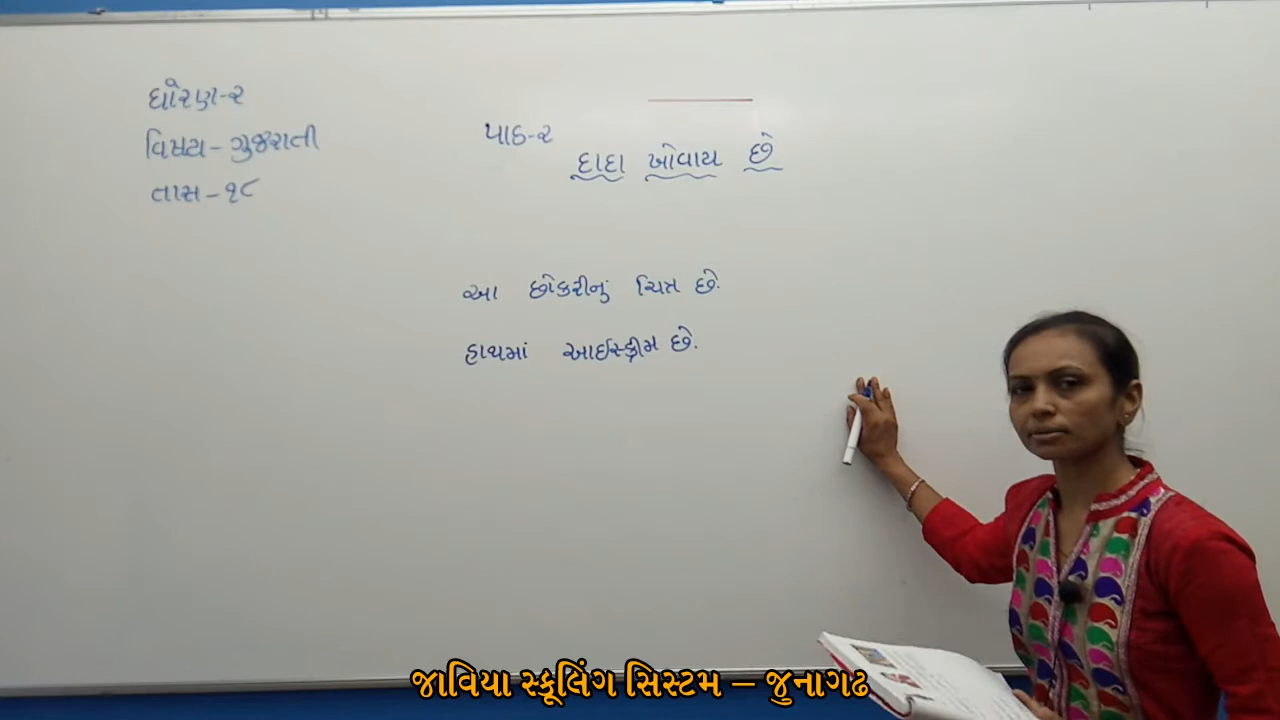 ધોરણ-૨
વિષય-ગુજરાતી
તાસ-૧૮
પાઠ-૨
દાદા ખોવાય છે
આ છોકરીનું ચિત્ર છે.
હાથમાં આઈસ્ક્રીમ છે.
જાવિયા સ્કૂલિંગ સિસ્ટમ – જુનાગઢ